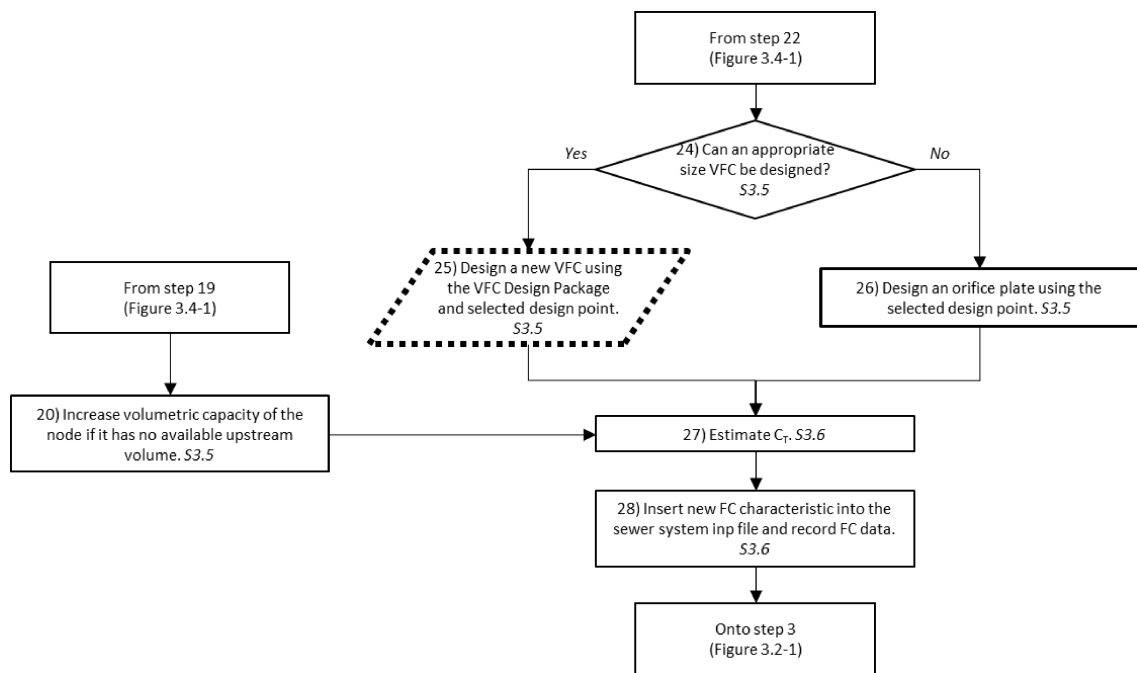 From step 22
(Figure 3.4-1)
Yes
24) Can an appropriate
size VFC be designed?
S3.5
No
25) Design a new VFC using
the VFC Design Package
and selected design point.
S3.5
26) Design an orifice plate using the
selected design point. S3.5
From step 19
(Figure 3.4-1)
20) Increase volumetric capacity of the
node if it has no available upstream
volume. S3.5
27) Estimate C_T. S3.6
28) Insert new FC characteristic into the
sewer system inp file and record FC data.
S3.6
Onto step 3
(Figure 3.2-1)